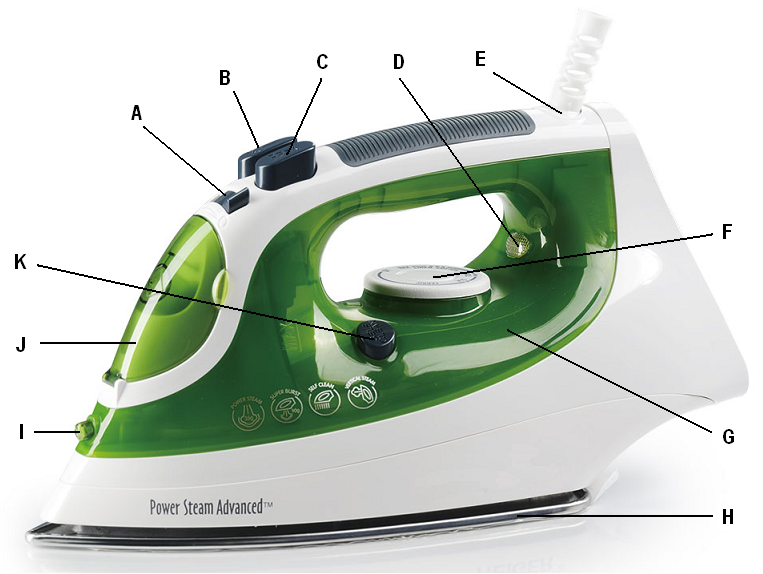 A
B
C
D
E
F
G
H
I
J
K
POWER STEAM
SUPER BURST
SELF CLEAN
VERTICAL STEAM
Power Steam Advanced™